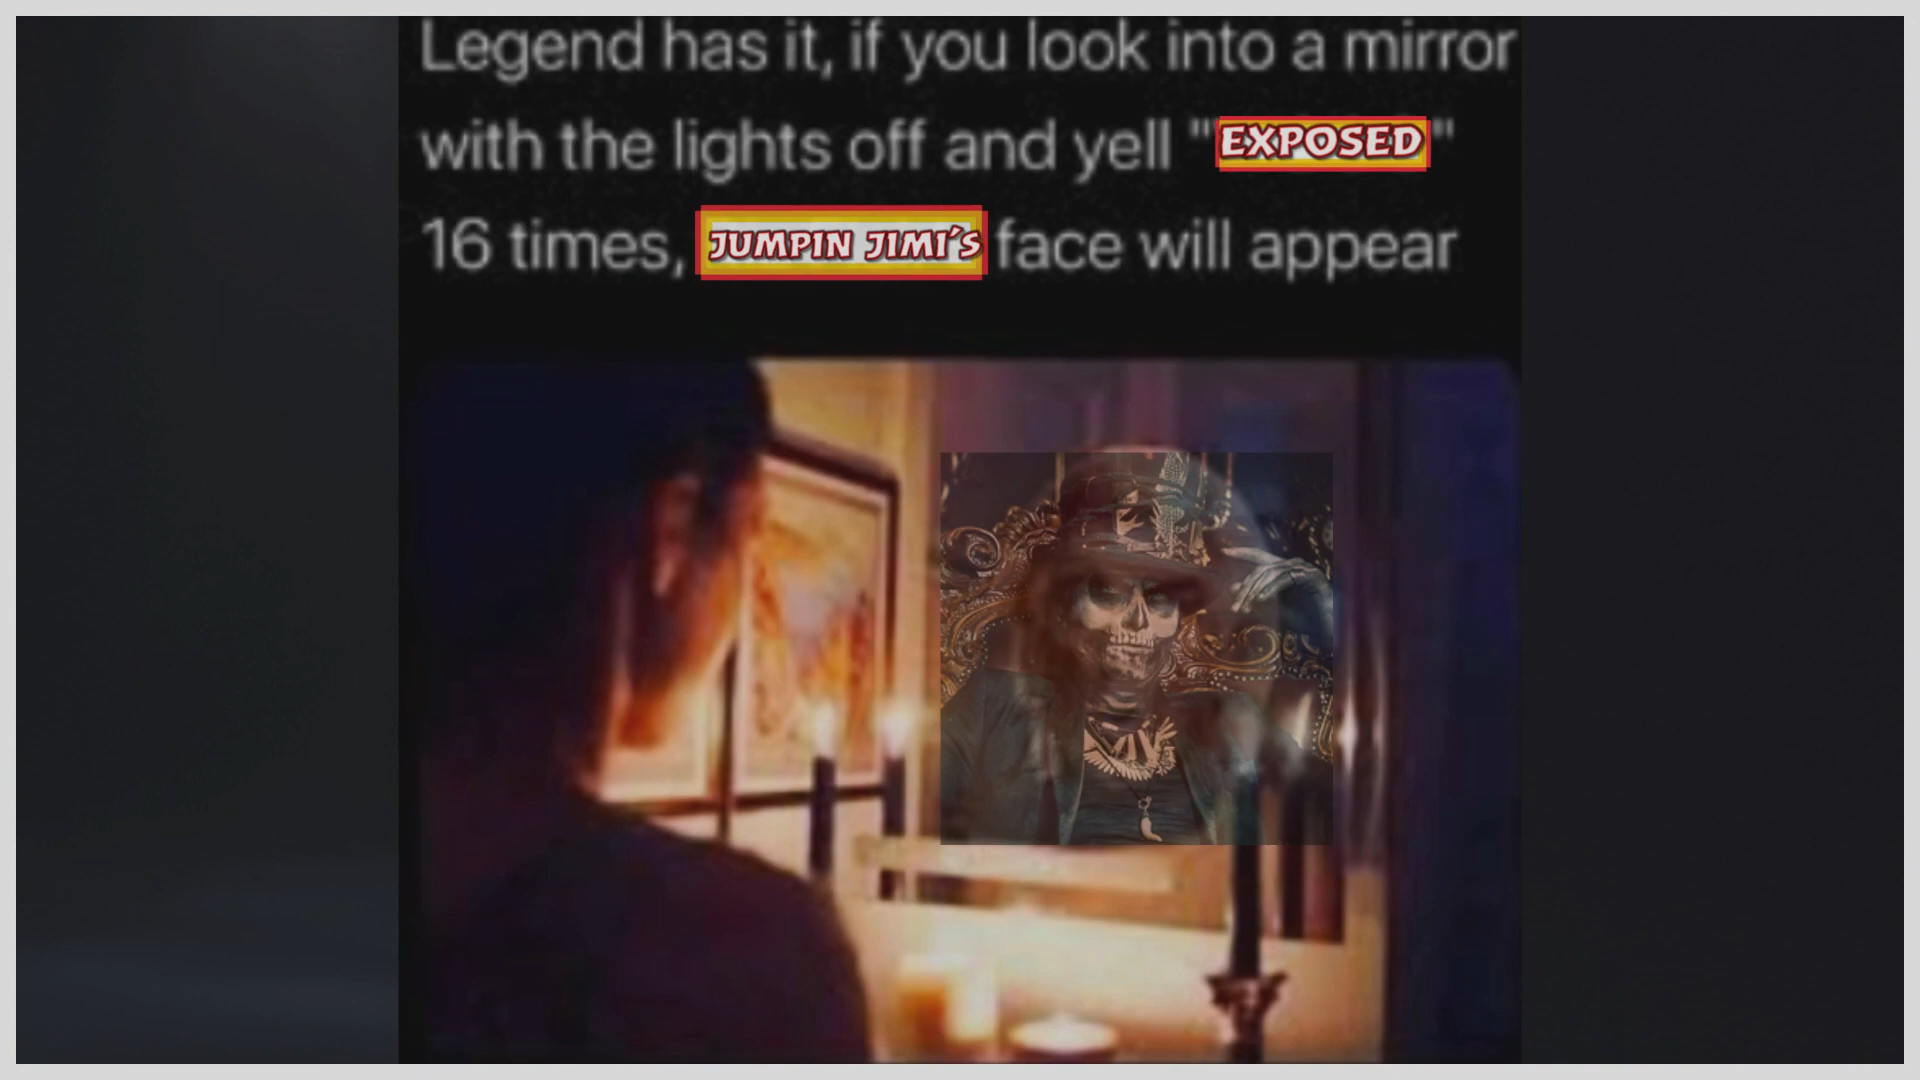 Legend has it, if you look into a mirror
with the lights off and yell "EXPOSED"
16 times, JUMPIN JIMI´s face will appear